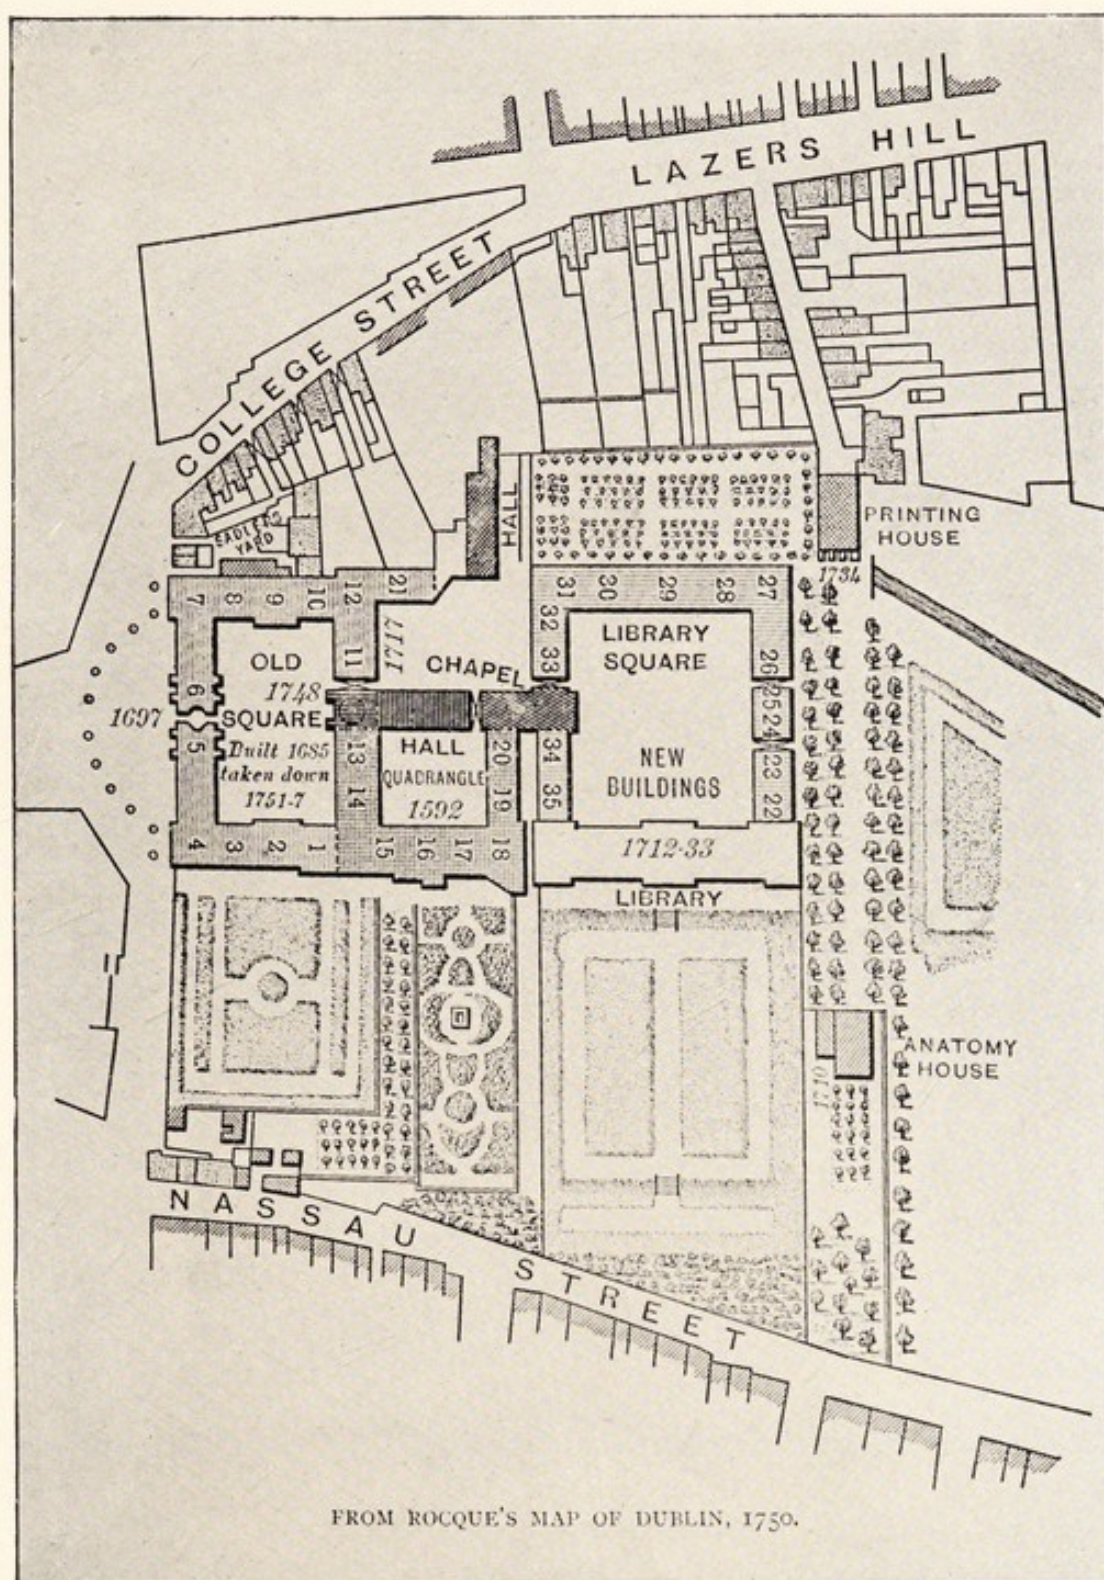 LAZERS HILL
COLLEGE STREET
SADLERS
YARD
HALL
PRINTING
HOUSE
1734
7 8 9 10 12 21
31 30 29 28 27
32
33
11
1717
6
5
1697
OLD
1748
SQUARE
Built 1685
taken down
1751-7
CHAPEL
LIBRARY
SQUARE
26
25
24
23
22
13
14
HALL
QUADRANGLE
1592
20
19
34
35
NEW
BUILDINGS
4 3 2 1 15 16 17 18
1712-33
LIBRARY
ANATOMY
HOUSE
1710
NASSAU STREET
FROM ROCQUE'S MAP OF DUBLIN, 1750.